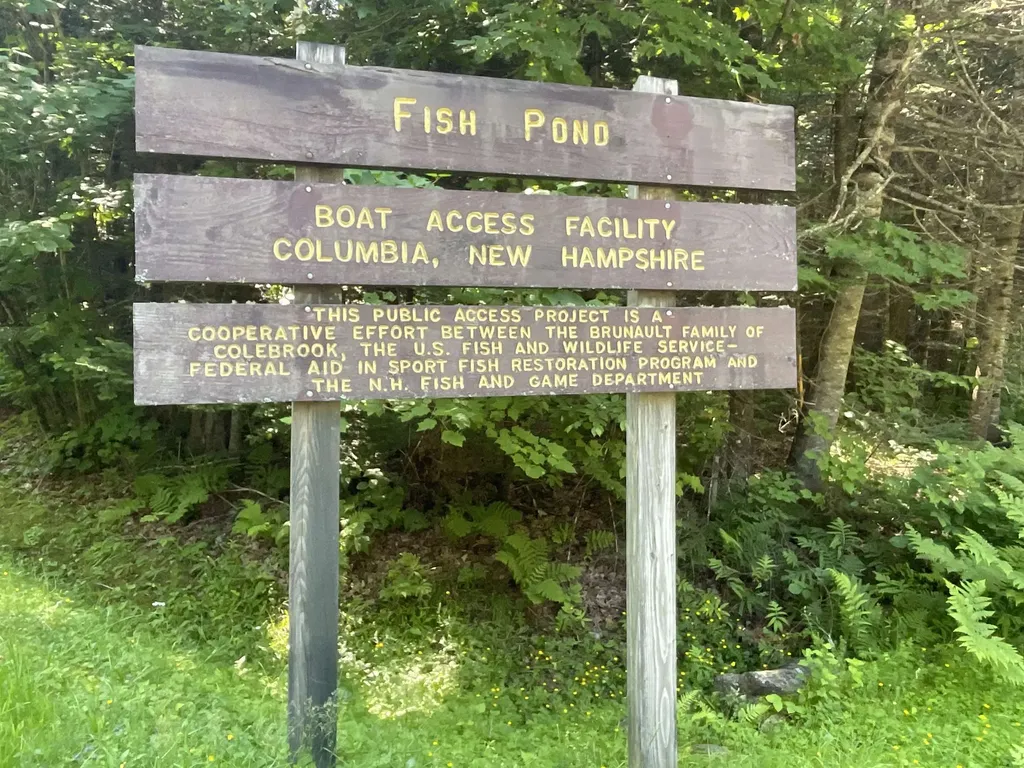 FISH POND
BOAT ACCESS FACILITY
COLUMBIA, NEW HAMPSHIRE
THIS PUBLIC ACCESS PROJECT IS A
COOPERATIVE EFFORT BETWEEN THE BRUNAULT FAMILY OF
COLEBROOK, THE U.S. FISH AND WILDLIFE SERVICE-
FEDERAL AID IN SPORT FISH RESTORATION PROGRAM AND
THE N.H. FISH AND GAME DEPARTMENT